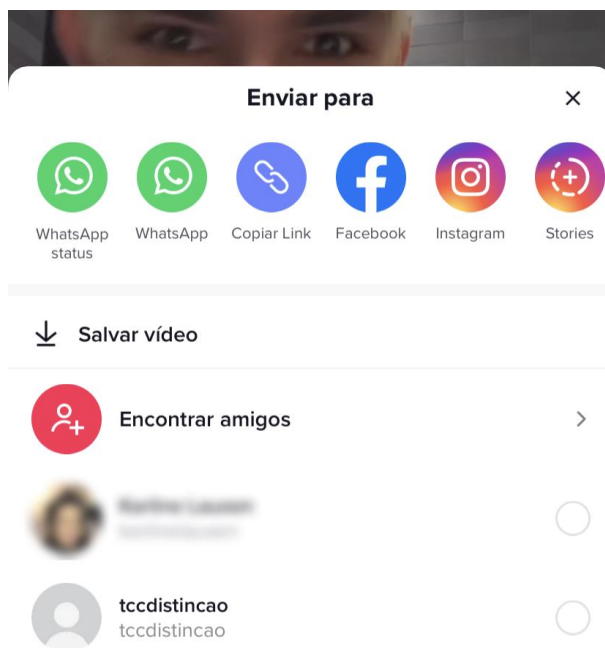 Enviar para
WhatsApp
status
WhatsApp
Copiar Link
Facebook
Instagram
Stories
Salvar vídeo
Encontrar amigos
tccdistincao
tccdistincao